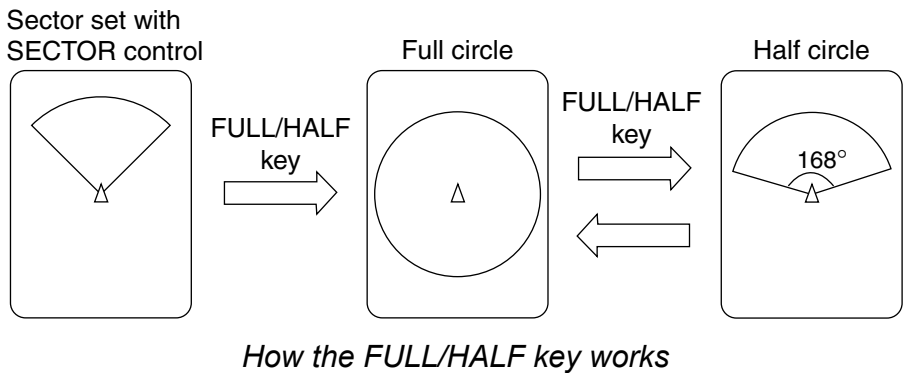 Sector set with
SECTOR control
Full circle
Half circle
FULL/HALF
key
FULL/HALF
key
168°
How the FULL/HALF key works